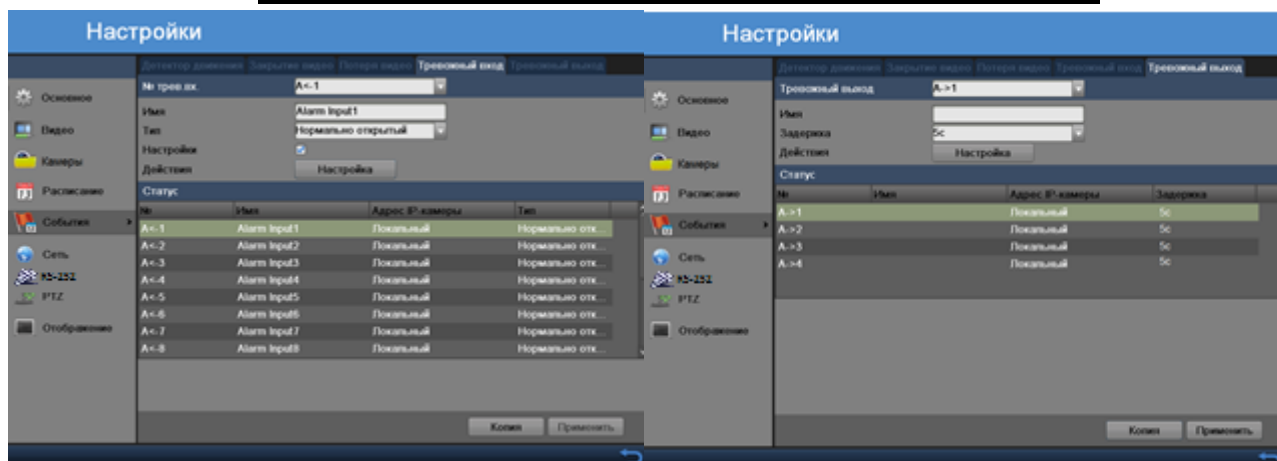 Настройки
Детектор движения Закрытие видео Потеря видео Тревожный вход Тревожный выход
№ трев.вх. A<-1
Имя Alarm Input1
Тип Нормально открытый
Настройки
Действия Настройка
Статус
№ Имя Адрес IP-камеры Тип
A<-1 Alarm Input1 Локальный Нормально отк...
A<-2 Alarm Input2 Локальный Нормально отк...
A<-3 Alarm Input3 Локальный Нормально отк...
A<-4 Alarm Input4 Локальный Нормально отк...
A<-5 Alarm Input5 Локальный Нормально отк...
A<-6 Alarm Input6 Локальный Нормально отк...
A<-7 Alarm Input7 Локальный Нормально отк...
A<-8 Alarm Input8 Локальный Нормально отк...
Основное
Видео
Камеры
Расписание
События
Сеть
RS-232
PTZ
Отображение
Копия Применить
Настройки
Детектор движения Закрытие видео Потеря видео Тревожный вход Тревожный выход
Тревожный выход A->1
Имя
Задержка 5с
Действия Настройка
Статус
№ Имя Адрес IP-камеры Задержка
A->1 Локальный 5с
A->2 Локальный 5с
A->3 Локальный 5с
A->4 Локальный 5с
Основное
Видео
Камеры
Расписание
События
Сеть
RS-232
PTZ
Отображение
Копия Применить